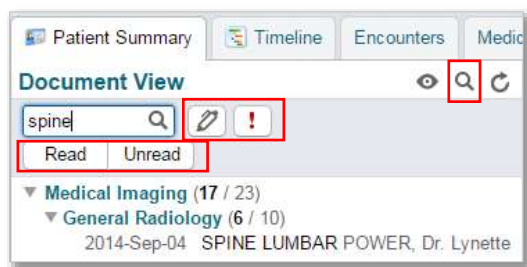 Patient Summary Timeline Encounters Medic
Document View
spine !
Read Unread
Medical Imaging (17 / 23)
General Radiology (6 / 10)
2014-Sep-04 SPINE LUMBAR POWER, Dr. Lynette